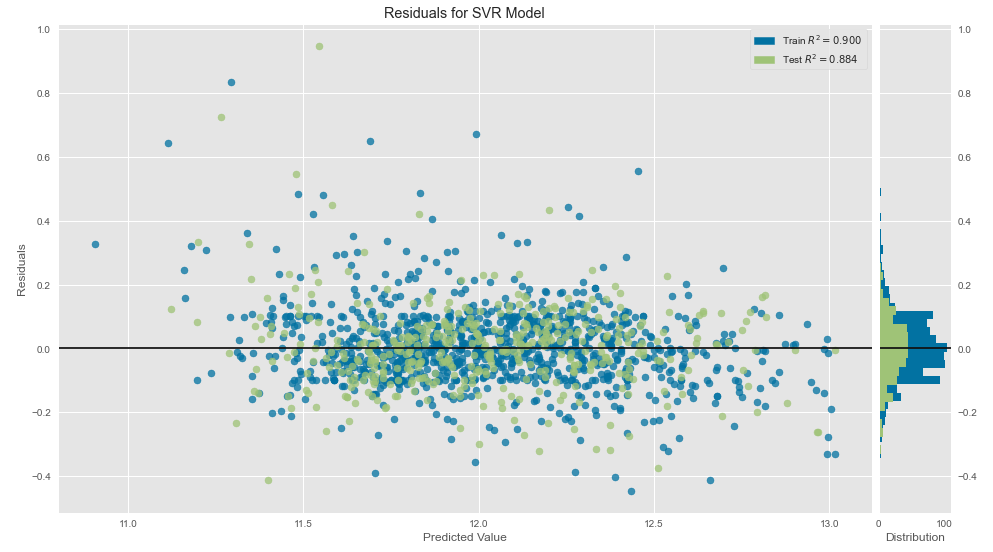 Residuals for SVR Model
Train R² = 0.900
Test R² = 0.884
1.0
0.8
0.6
0.4
0.2
0.0
−0.2
−0.4
Residuals
11.0 11.5 12.0 12.5 13.0
Predicted Value
1.0
0.8
0.6
0.4
0.2
0.0
−0.2
−0.4
0 100
Distribution